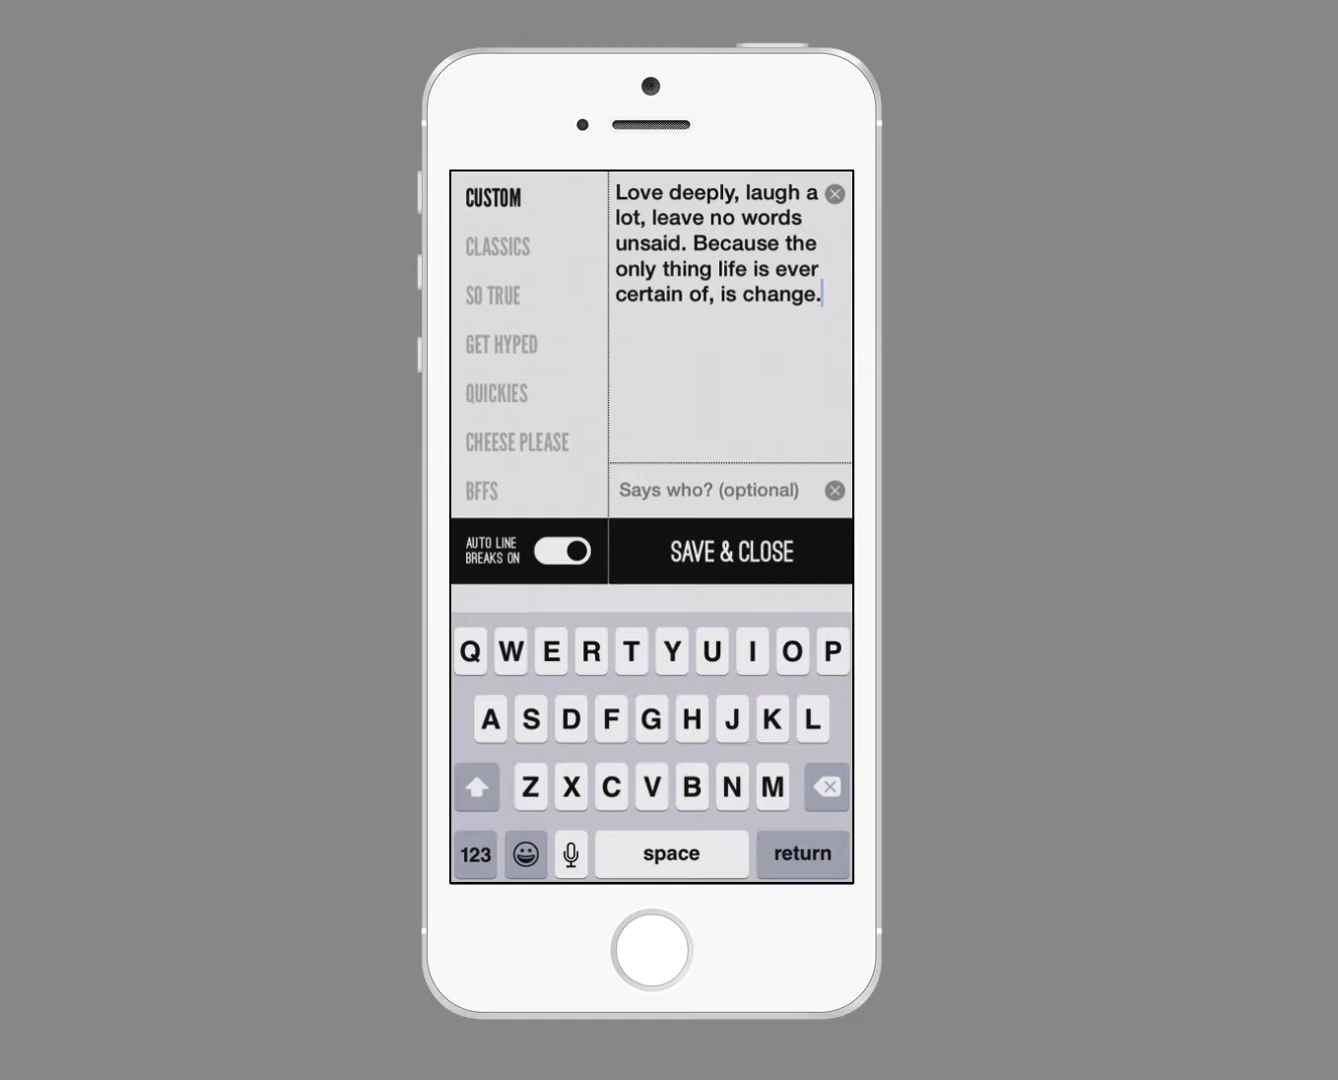 CUSTOM
CLASSICS
SO TRUE
GET HYPED
QUICKIES
CHEESE PLEASE
BFFS
Love deeply, laugh a
lot, leave no words
unsaid. Because the
only thing life is ever
certain of, is change.
Says who? (optional)
AUTO LINE
BREAKS ON
SAVE & CLOSE
Q W E R T Y U I O P
A S D F G H J K L
Z X C V B N M
123 space return